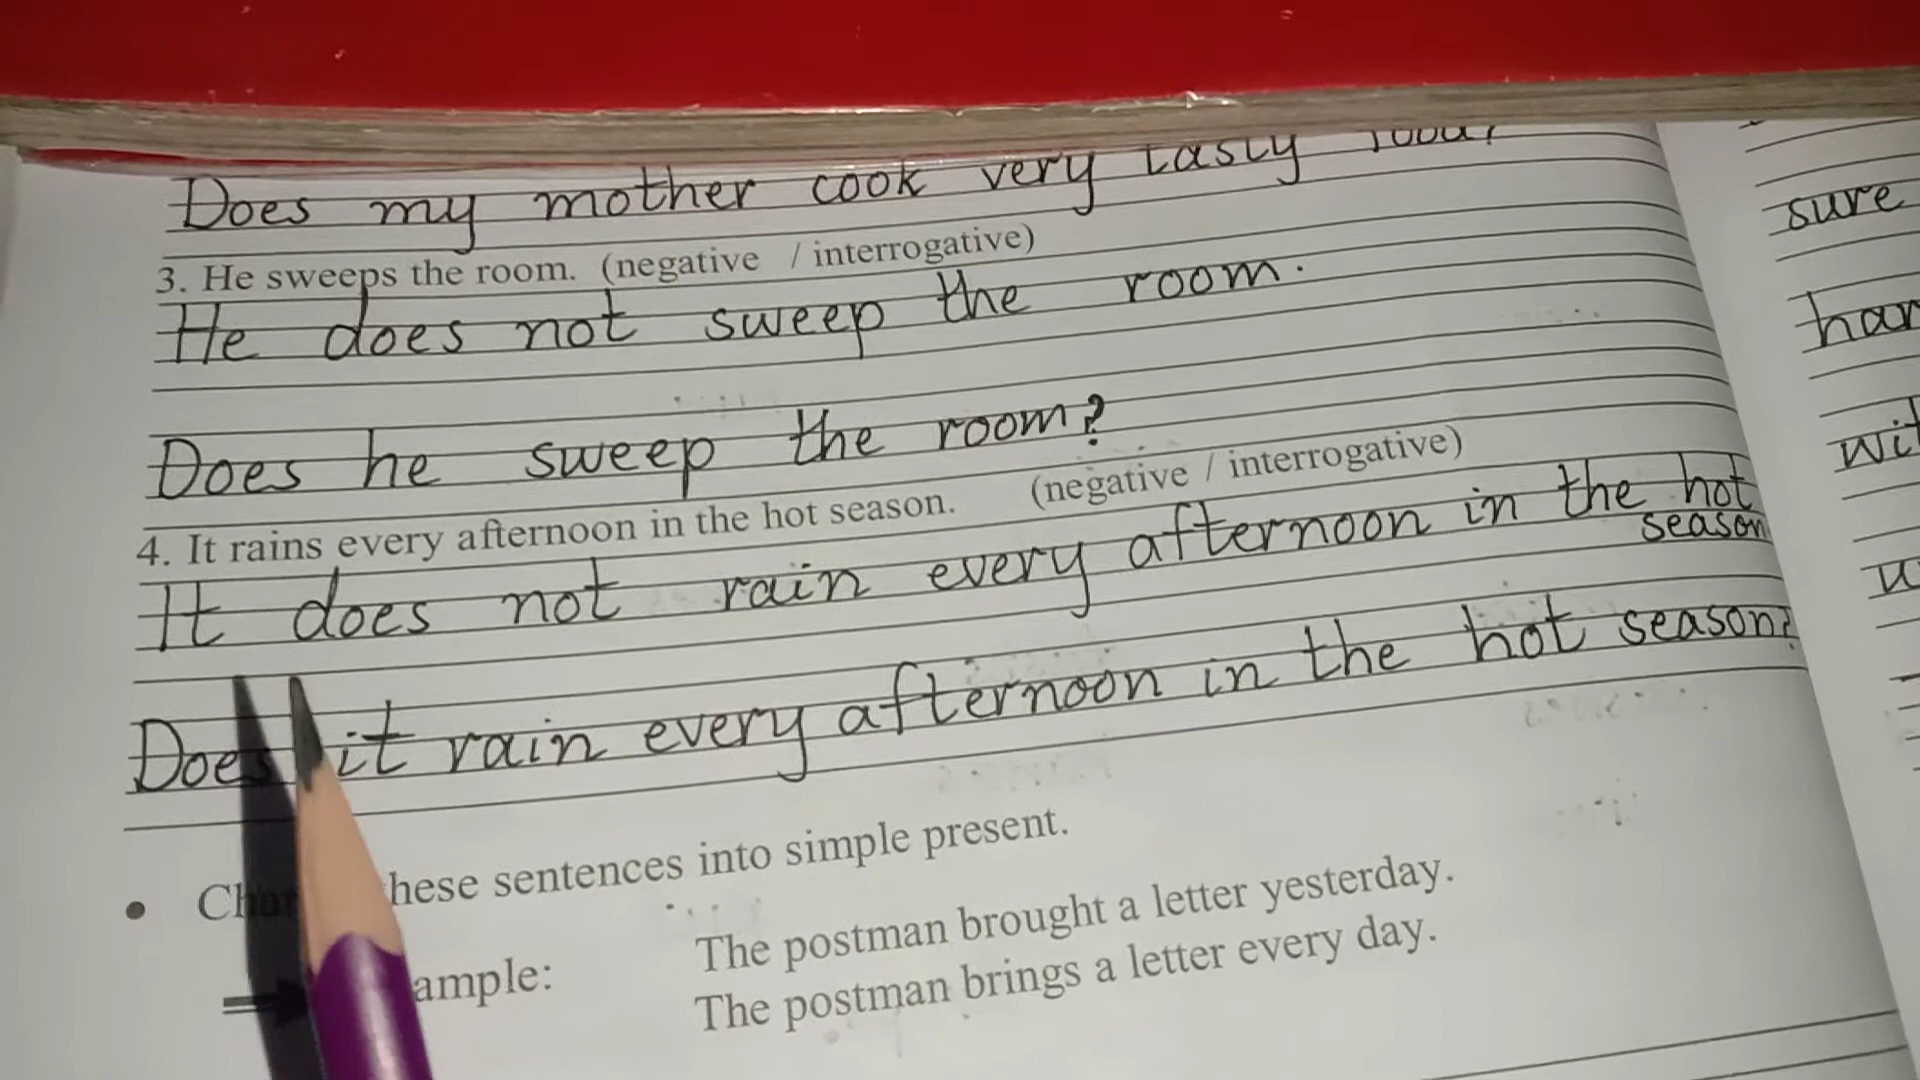 Does my mother cook very tasty food?
3. He sweeps the room. (negative / interrogative)
He does not sweep the room.
Does he sweep the room?
4. It rains every afternoon in the hot season. (negative / interrogative)
It does not rain every afternoon in the hot
season
Does it rain every afternoon in the hot season?
• these sentences into simple present.
The postman brought a letter yesterday.
The postman brings a letter every day.
sure